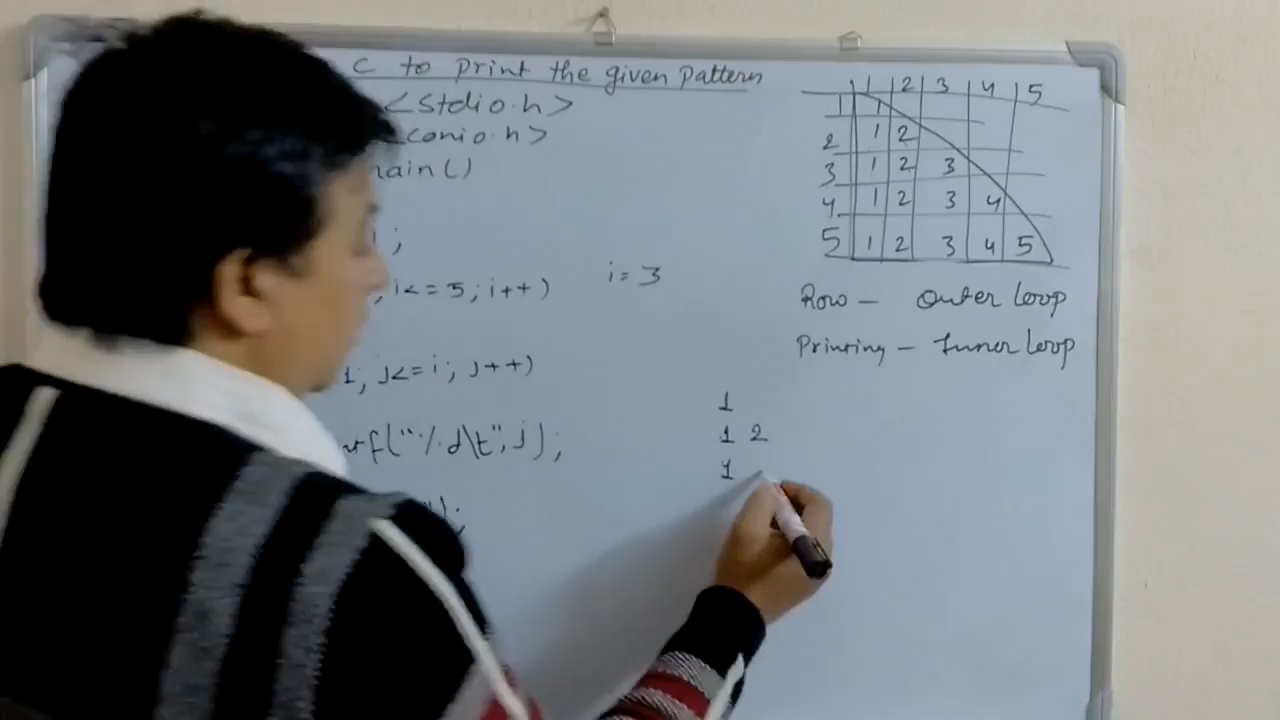 C to print the given pattern
<stdio.h>
<conio.h>
main()
;
i<=5; i++)
i=3
1; j<=i; j++)
f("%d\t", j);
);
1 2 3 4 5
1 1
2 1 2
3 1 2 3
4 1 2 3 4
5 1 2 3 4 5
Row - Outer loop
Printing - Inner loop
1
1 2
1